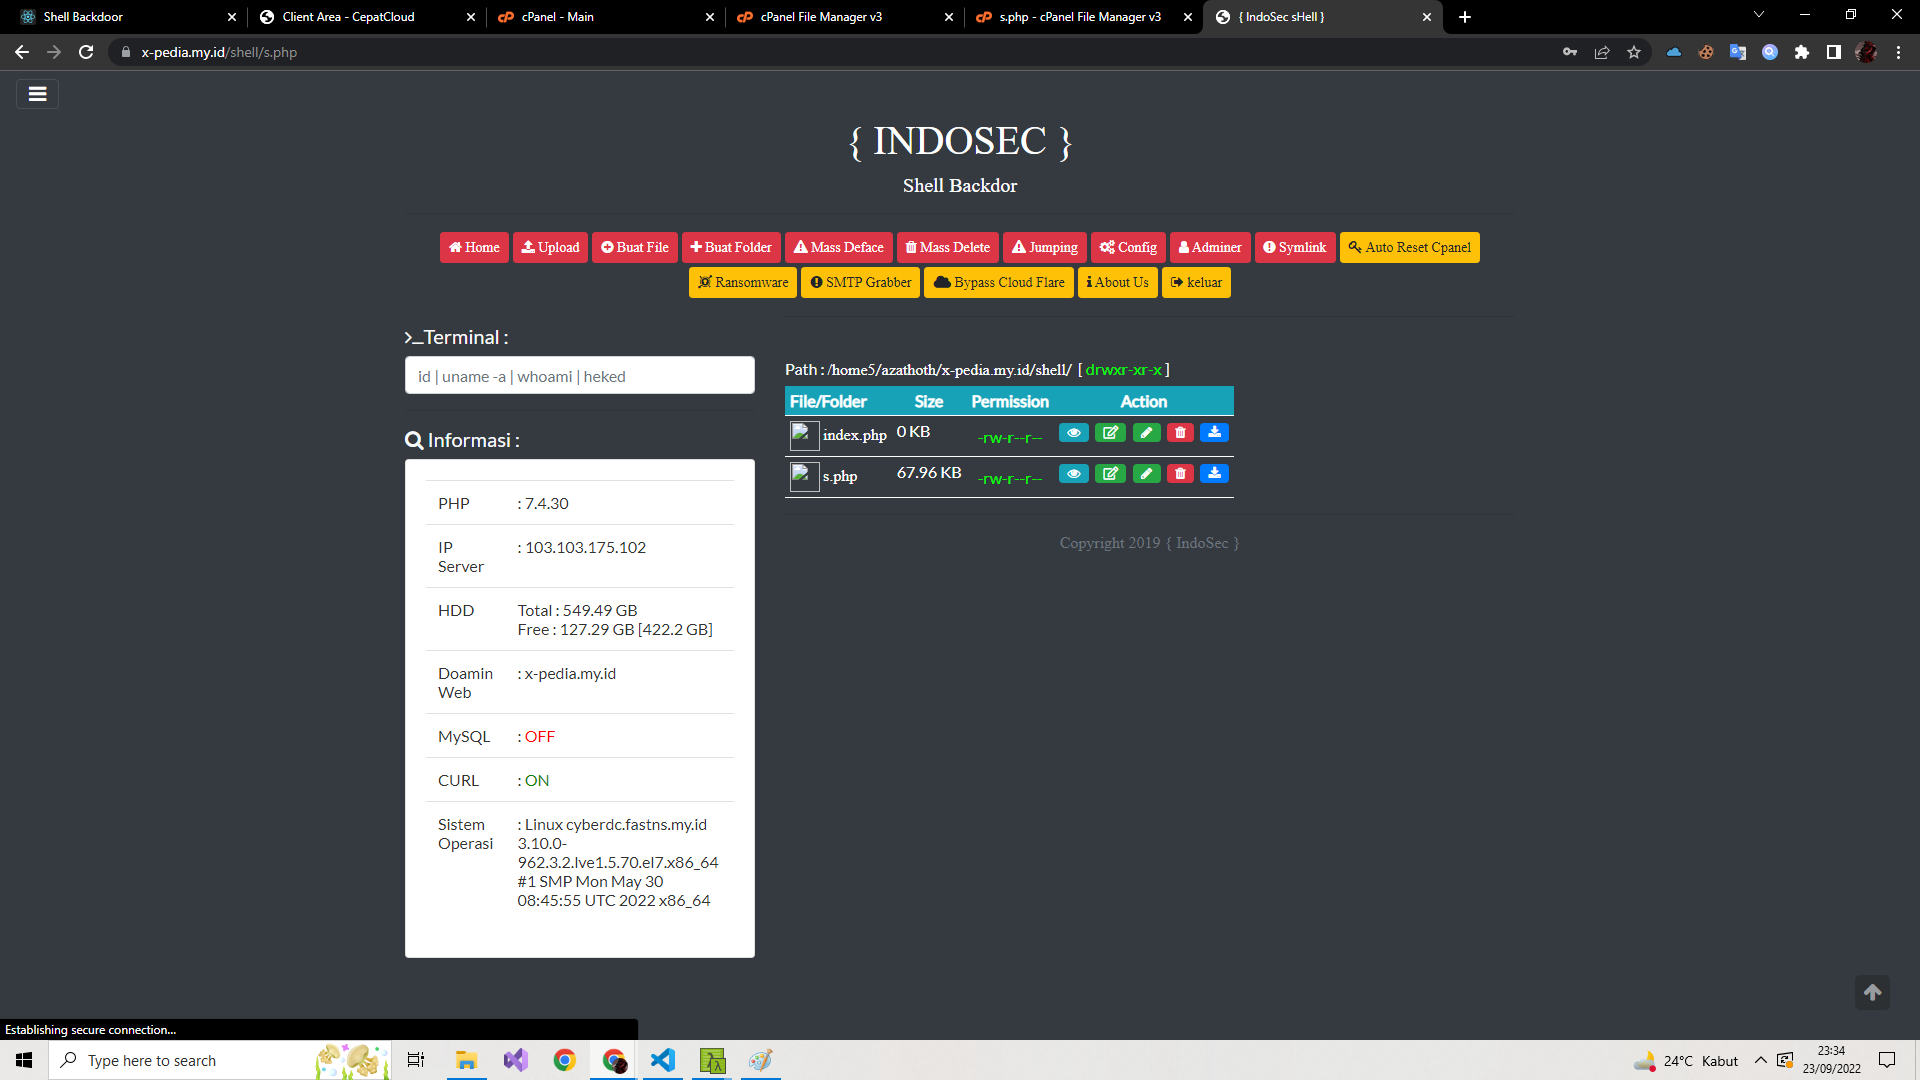 Shell Backdoor
Client Area - CepatCloud
cPanel - Main
cPanel File Manager v3
s.php - cPanel File Manager v3
{ IndoSec sHell }
x-pedia.my.id/shell/s.php
{ INDOSEC }
Shell Backdor
Home
Upload
Buat File
Buat Folder
Mass Deface
Mass Delete
Jumping
Config
Adminer
Symlink
Auto Reset Cpanel
Ransomware
SMTP Grabber
Bypass Cloud Flare
About Us
keluar
>_Terminal :
id | uname -a | whoami | heked
Informasi :
PHP : 7.4.30
IP Server : 103.103.175.102
HDD Total : 549.49 GB
Free : 127.29 GB [422.2 GB]
Doamin Web : x-pedia.my.id
MySQL : OFF
CURL : ON
Sistem Operasi : Linux cyberdc.fastns.my.id
3.10.0-
962.3.2.lve1.5.70.el7.x86_64
#1 SMP Mon May 30
08:45:55 UTC 2022 x86_64
Path : /home5/azathoth/x-pedia.my.id/shell/ [ drwxr-xr-x ]
File/Folder Size Permission Action
index.php 0 KB -rw-r--r--
s.php 67.96 KB -rw-r--r--
Copyright 2019 { IndoSec }
Establishing secure connection...
Type here to search
24°C Kabut
23:34
23/09/2022